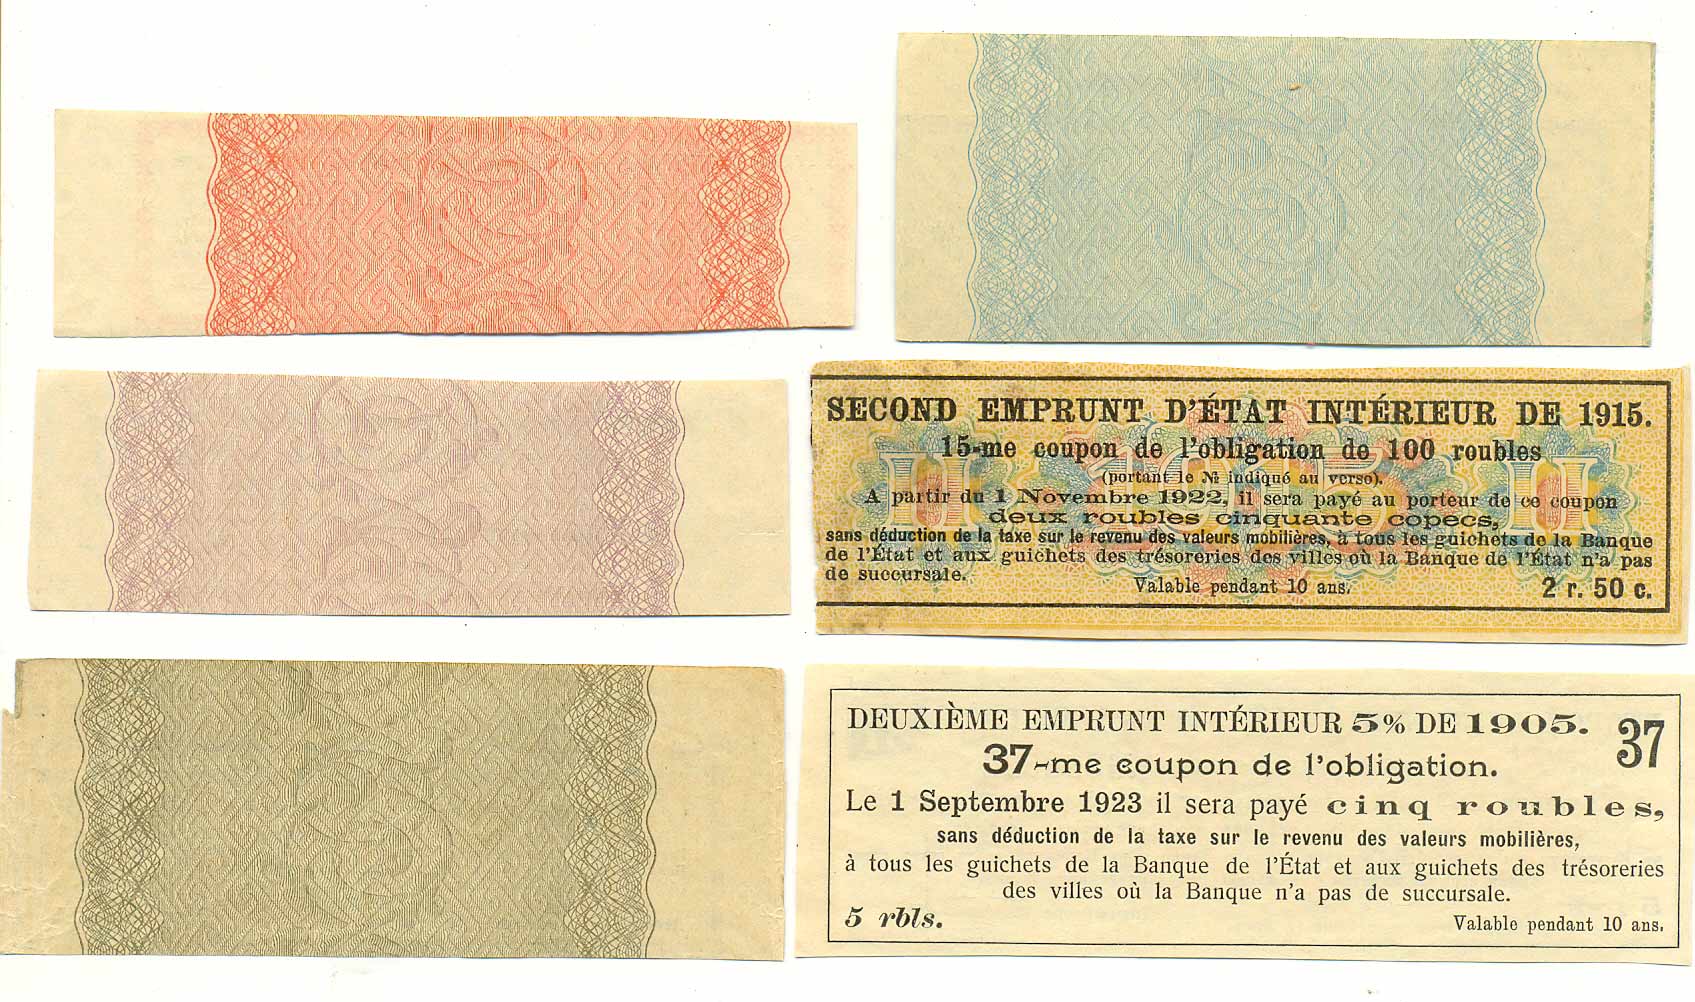 SECOND EMPRUNT D'ÉTAT INTÉRIEUR DE 1915.
15-me coupon de l'obligation de 100 roubles
(portant le № indiqué au verso).
A partir du 1 Novembre 1922, il sera payé au porteur de ce coupon
deux roubles cinquante copecs,
sans déduction de la taxe sur le revenu des valeurs mobilières, à tous les guichets de la Banque
de l'État et aux guichets des trésoreries des villes où la Banque de l'État n'a pas
de succursale.
Valable pendant 10 ans.
2 r. 50 c.
II 1915 II
DEUXIÈME EMPRUNT INTÉRIEUR 5% DE 1905.
37
37-me coupon de l'obligation.
Le 1 Septembre 1923 il sera payé cinq roubles,
sans déduction de la taxe sur le revenu des valeurs mobilières,
à tous les guichets de la Banque de l'État et aux guichets des trésoreries
des villes où la Banque n'a pas de succursale.
5 rbls.
Valable pendant 10 ans.